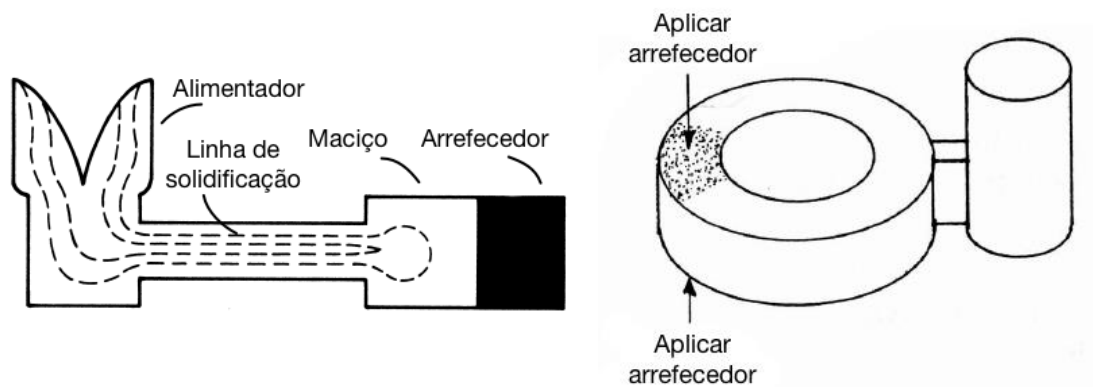 Alimentador
Linha de
solidificação
Maciço
Arrefecedor
Aplicar
arrefecedor
Aplicar
arrefecedor